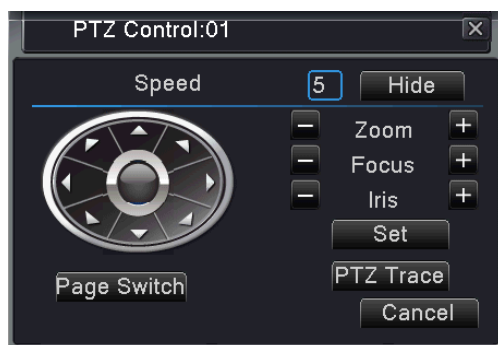 PTZ Control:01
Speed 5 Hide
- Zoom +
- Focus +
- Iris +
Set
PTZ Trace
Page Switch
Cancel